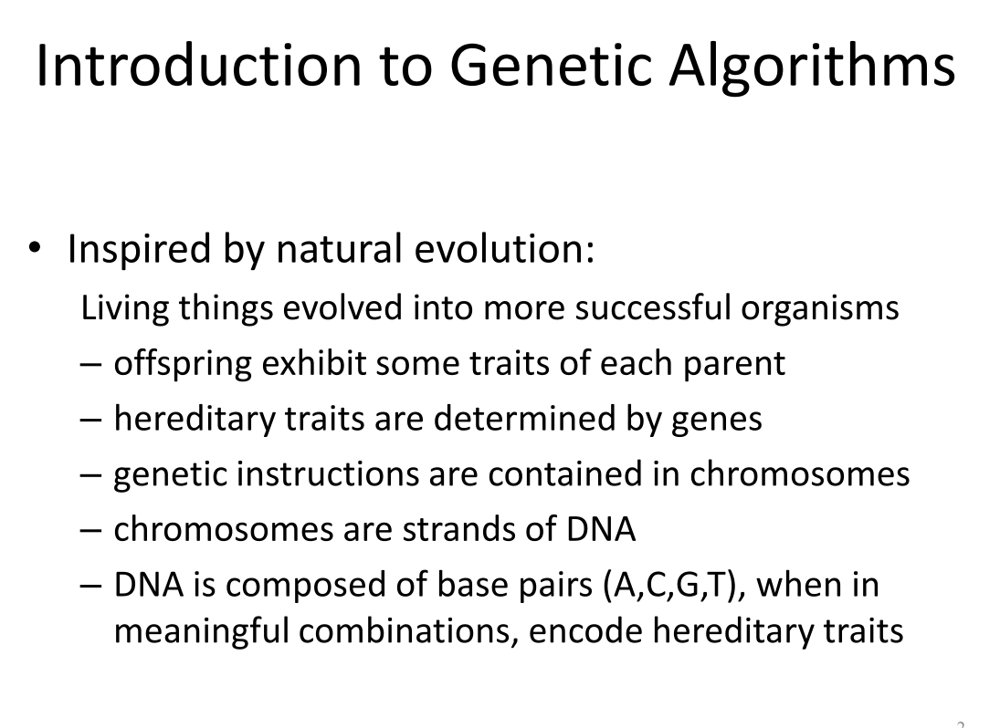 Introduction to Genetic Algorithms
• Inspired by natural evolution:
Living things evolved into more successful organisms
– offspring exhibit some traits of each parent
– hereditary traits are determined by genes
– genetic instructions are contained in chromosomes
– chromosomes are strands of DNA
– DNA is composed of base pairs (A,C,G,T), when in
meaningful combinations, encode hereditary traits